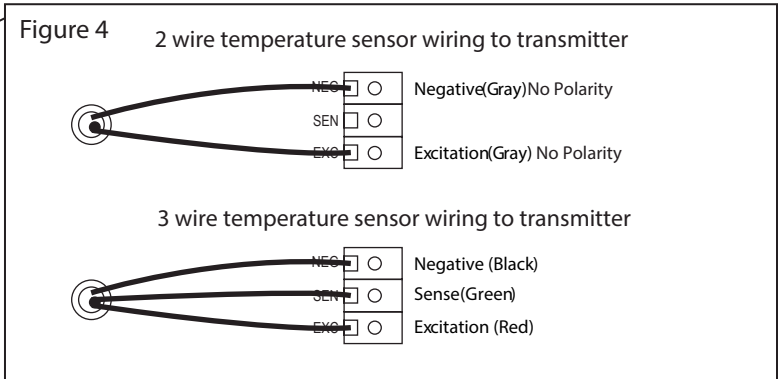 Figure 4
2 wire temperature sensor wiring to transmitter
NEG Negative(Gray)No Polarity
SEN
EXC Excitation(Gray) No Polarity
3 wire temperature sensor wiring to transmitter
NEG Negative (Black)
SEN Sense(Green)
EXC Excitation (Red)